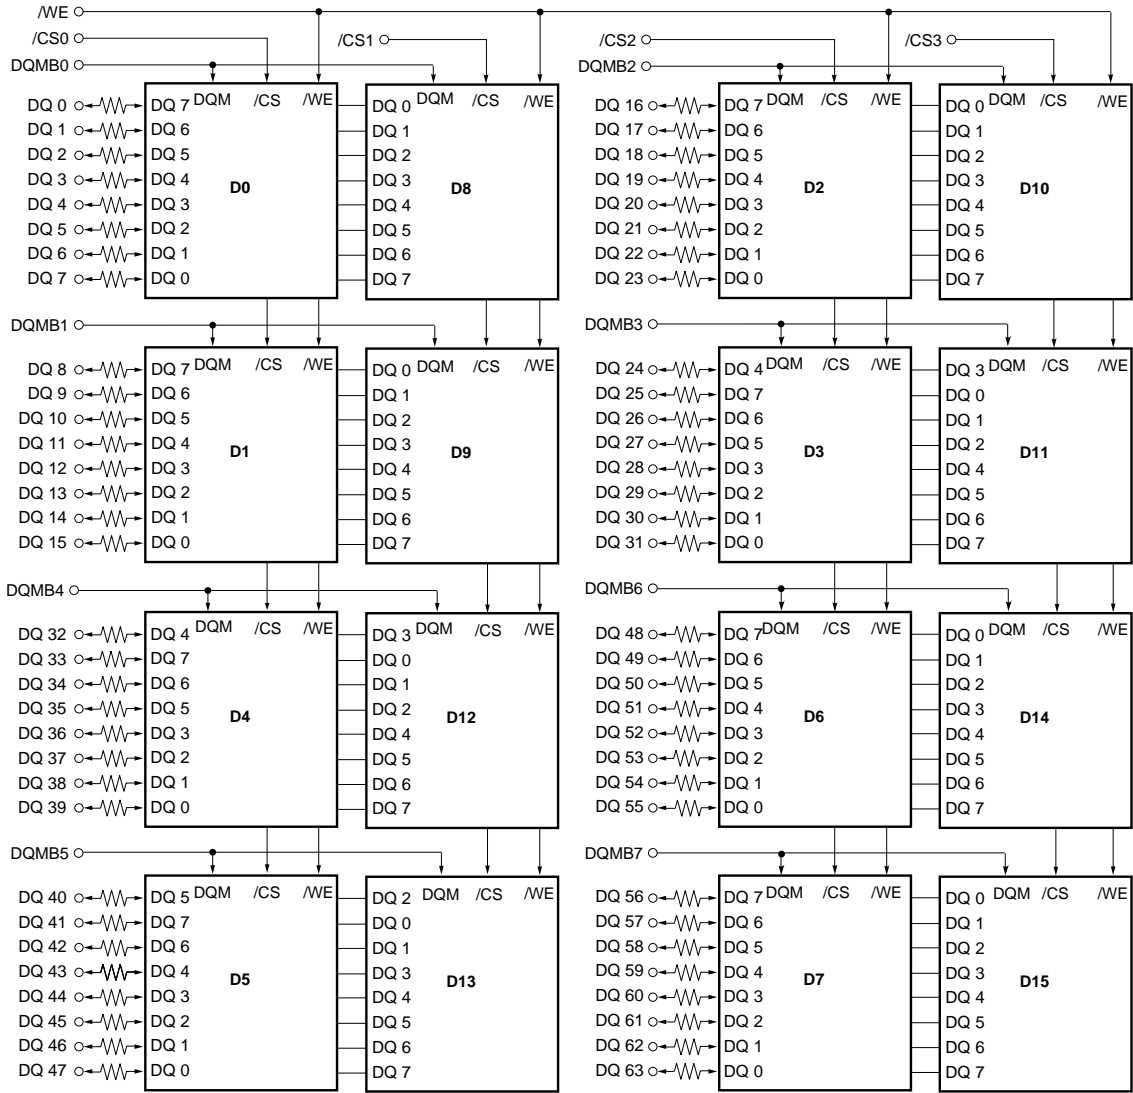 /WE
/CS0 /CS1 /CS2 /CS3
DQMB0 DQMB2
DQM /CS /WE DQM /CS /WE DQM /CS /WE DQM /CS /WE
DQ 0 DQ 7 DQ 0 DQ 16 DQ 7 DQ 0
DQ 1 DQ 6 DQ 1 DQ 17 DQ 6 DQ 1
DQ 2 DQ 5 DQ 2 DQ 18 DQ 5 DQ 2
DQ 3 DQ 4 DQ 3 DQ 19 DQ 4 DQ 3
D0 D8 D2 D10
DQ 4 DQ 3 DQ 4 DQ 20 DQ 3 DQ 4
DQ 5 DQ 2 DQ 5 DQ 21 DQ 2 DQ 5
DQ 6 DQ 1 DQ 6 DQ 22 DQ 1 DQ 6
DQ 7 DQ 0 DQ 7 DQ 23 DQ 0 DQ 7
DQMB1 DQMB3
DQM /CS /WE DQM /CS /WE DQM /CS /WE DQM /CS /WE
DQ 8 DQ 7 DQ 0 DQ 24 DQ 4 DQ 3
DQ 9 DQ 6 DQ 1 DQ 25 DQ 7 DQ 0
DQ 10 DQ 5 DQ 2 DQ 26 DQ 6 DQ 1
DQ 11 DQ 4 DQ 3 DQ 27 DQ 5 DQ 2
D1 D9 D3 D11
DQ 12 DQ 3 DQ 4 DQ 28 DQ 3 DQ 4
DQ 13 DQ 2 DQ 5 DQ 29 DQ 2 DQ 5
DQ 14 DQ 1 DQ 6 DQ 30 DQ 1 DQ 6
DQ 15 DQ 0 DQ 7 DQ 31 DQ 0 DQ 7
DQMB4 DQMB6
DQM /CS /WE DQM /CS /WE DQM /CS /WE DQM /CS /WE
DQ 32 DQ 4 DQ 3 DQ 48 DQ 7 DQ 0
DQ 33 DQ 7 DQ 0 DQ 49 DQ 6 DQ 1
DQ 34 DQ 6 DQ 1 DQ 50 DQ 5 DQ 2
DQ 35 DQ 5 DQ 2 DQ 51 DQ 4 DQ 3
D4 D12 D6 D14
DQ 36 DQ 3 DQ 4 DQ 52 DQ 3 DQ 4
DQ 37 DQ 2 DQ 5 DQ 53 DQ 2 DQ 5
DQ 38 DQ 1 DQ 6 DQ 54 DQ 1 DQ 6
DQ 39 DQ 0 DQ 7 DQ 55 DQ 0 DQ 7
DQMB5 DQMB7
DQM /CS /WE DQM /CS /WE DQM /CS /WE DQM /CS /WE
DQ 40 DQ 5 DQ 2 DQ 56 DQ 7 DQ 0
DQ 41 DQ 7 DQ 0 DQ 57 DQ 6 DQ 1
DQ 42 DQ 6 DQ 1 DQ 58 DQ 5 DQ 2
DQ 43 DQ 4 DQ 3 DQ 59 DQ 4 DQ 3
D5 D13 D7 D15
DQ 44 DQ 3 DQ 4 DQ 60 DQ 3 DQ 4
DQ 45 DQ 2 DQ 5 DQ 61 DQ 2 DQ 5
DQ 46 DQ 1 DQ 6 DQ 62 DQ 1 DQ 6
DQ 47 DQ 0 DQ 7 DQ 63 DQ 0 DQ 7